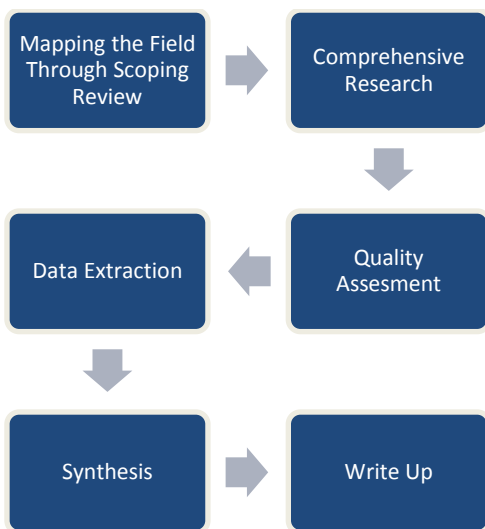 Mapping the Field
Through Scoping
Review
Comprehensive
Research
Quality
Assesment
Data Extraction
Synthesis
Write Up